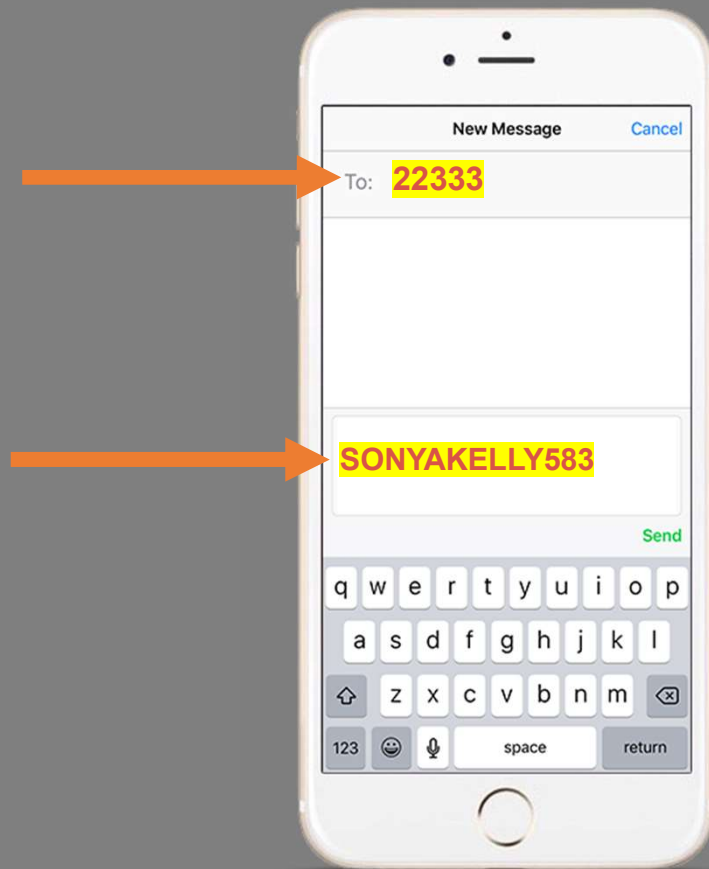 New Message Cancel
To: 22333
SONYAKELLY583
Send
q w e r t y u i o p
a s d f g h j k l
z x c v b n m
123 space return